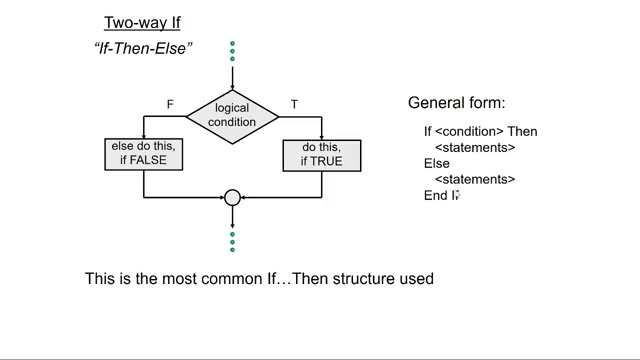 Two-way If
“If-Then-Else”
F
T
logical
condition
else do this,
if FALSE
do this,
if TRUE
General form:
If <condition> Then
<statements>
Else
<statements>
End If
This is the most common If…Then structure used